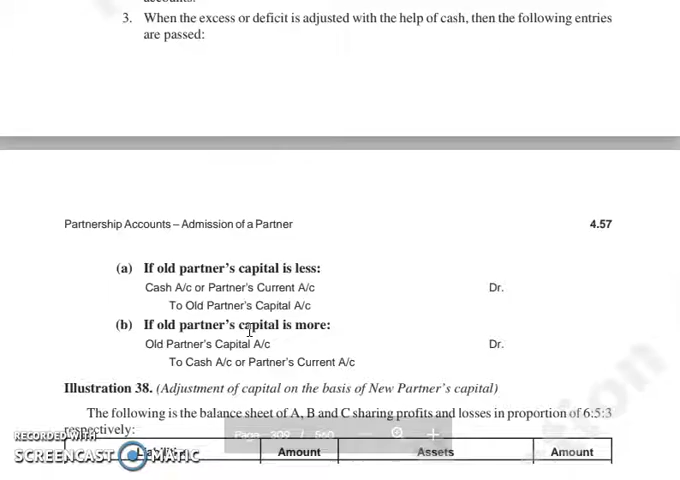 3. When the excess or deficit is adjusted with the help of cash, then the following entries
are passed:
Partnership Accounts – Admission of a Partner 4.57
(a) If old partner's capital is less:
Cash A/c or Partner's Current A/c Dr.
To Old Partner's Capital A/c
(b) If old partner's capital is more:
Old Partner's Capital A/c Dr.
To Cash A/c or Partner's Current A/c
Illustration 38. (Adjustment of capital on the basis of New Partner's capital)
The following is the balance sheet of A, B and C sharing profits and losses in proportion of 6:5:3
respectively:
Page 309 / 560
RECORDED WITH
SCREENCAST MATIC
Amount Assets Amount